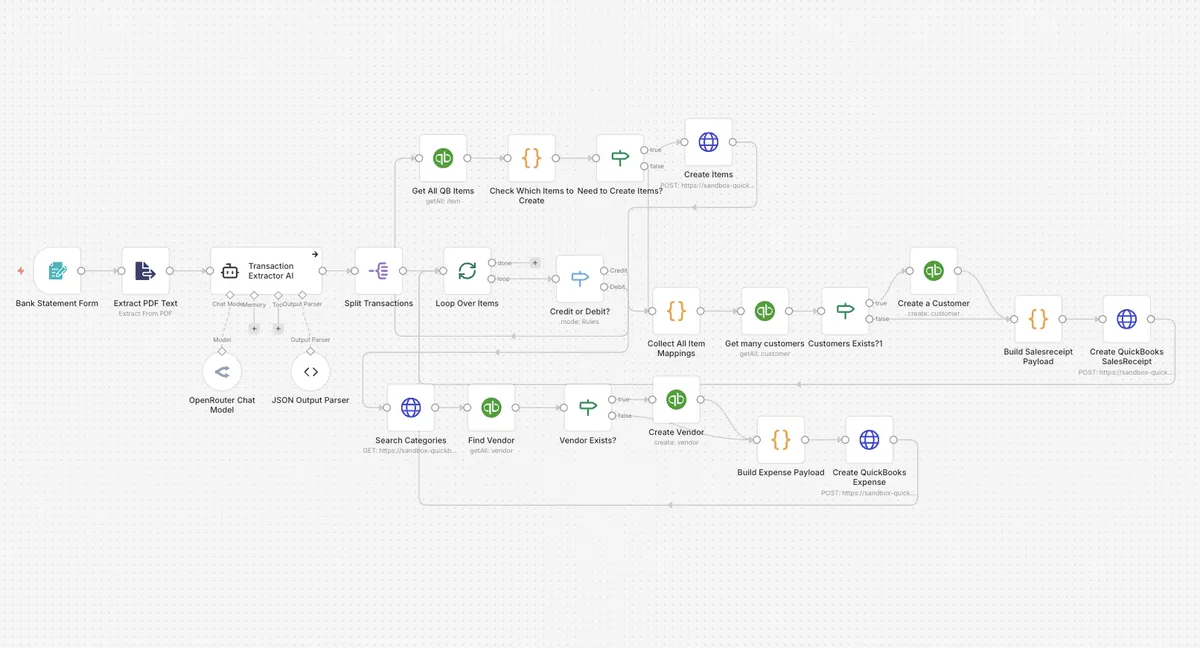 true
false
Create Items
POST: https://sandbox-quick...
Get All QB Items
getAll: item
Check Which Items to
Create
Need to Create Items?
Bank Statement Form
Extract PDF Text
Extract From PDF
Transaction
Extractor AI
Chat Model
Memory
Tool
Output Parser
Model
Output Parser
OpenRouter Chat
Model
JSON Output Parser
Split Transactions
done
loop
Loop Over Items
Credit
Debit
Credit or Debit?
mode: Rules
Collect All Item
Mappings
Get many customers
getAll: customer
true
false
Customers Exists?1
Create a Customer
create: customer
Build Salesreceipt
Payload
Create QuickBooks
SalesReceipt
POST: https://sandbox-quick...
Search Categories
GET: https://sandbox-quickb...
Find Vendor
getAll: vendor
true
false
Vendor Exists?
Create Vendor
create: vendor
Build Expense Payload
Create QuickBooks
Expense
POST: https://sandbox-quick...